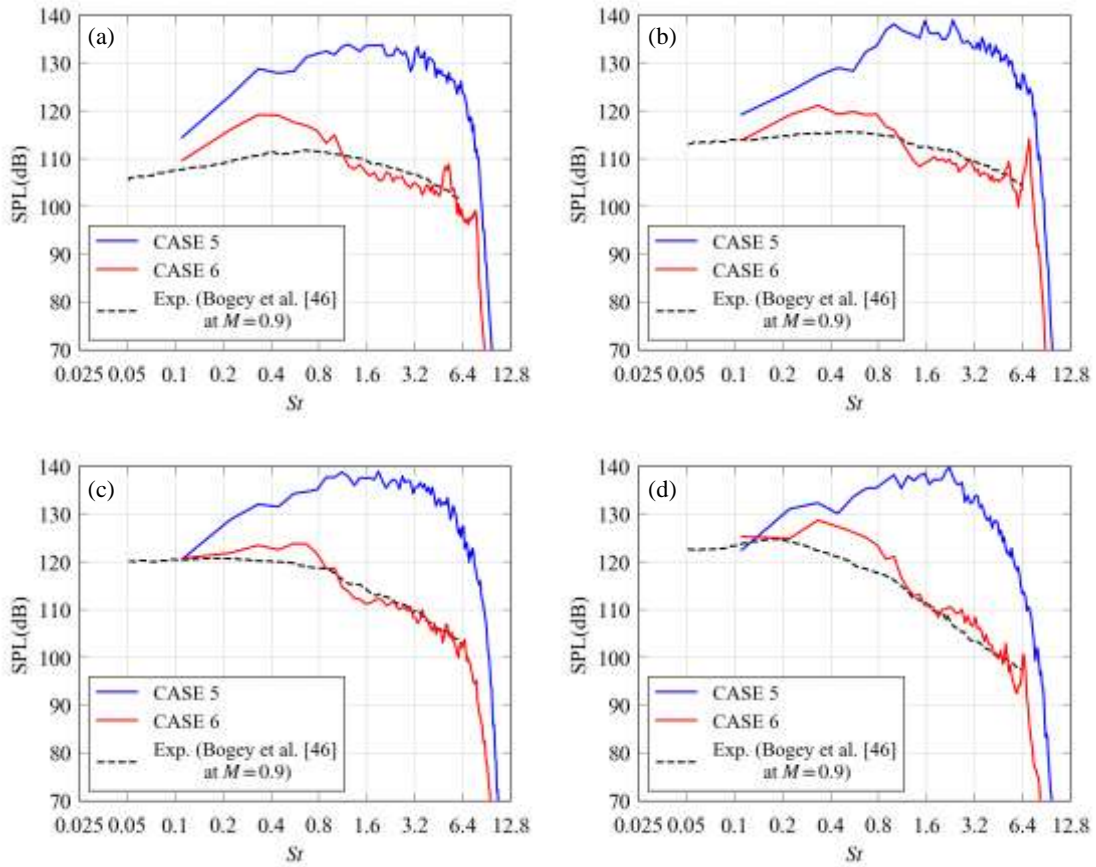 (a)
SPL(dB)
140
130
120
110
100
90
80
70
CASE 5
CASE 6
Exp. (Bogey et al. [46]
at M=0.9)
0.025 0.05 0.1 0.2 0.4 0.8 1.6 3.2 6.4 12.8
St
(b)
SPL(dB)
140
130
120
110
100
90
80
70
CASE 5
CASE 6
Exp. (Bogey et al. [46]
at M=0.9)
0.025 0.05 0.1 0.2 0.4 0.8 1.6 3.2 6.4 12.8
St
(c)
SPL(dB)
140
130
120
110
100
90
80
70
CASE 5
CASE 6
Exp. (Bogey et al. [46]
at M=0.9)
0.025 0.05 0.1 0.2 0.4 0.8 1.6 3.2 6.4 12.8
St
(d)
SPL(dB)
140
130
120
110
100
90
80
70
CASE 5
CASE 6
Exp. (Bogey et al. [46]
at M=0.9)
0.025 0.05 0.1 0.2 0.4 0.8 1.6 3.2 6.4 12.8
St